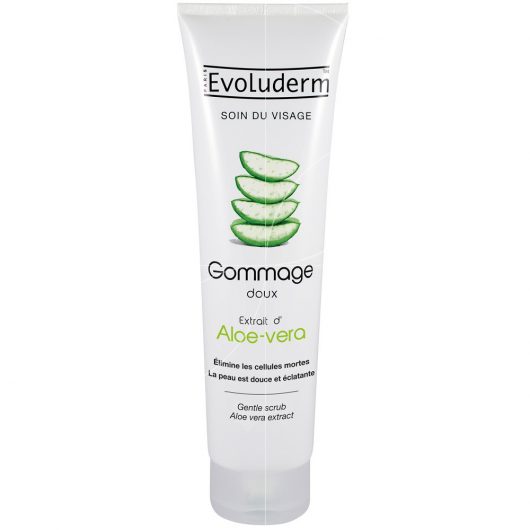 PARIS
Evoluderm
SOIN DU VISAGE
Gommage
doux
Extrait d'
Aloe-vera
Élimine les cellules mortes
La peau est douce et éclatante
Gentle scrub
Aloe vera extract